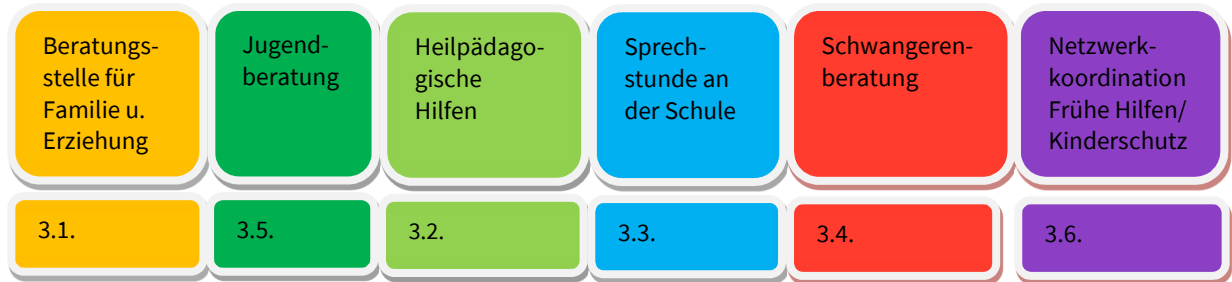 Beratungs-
stelle für
Familie u.
Erziehung
Jugend-
beratung
Heilpädago-
gische
Hilfen
Sprech-
stunde an
der Schule
Schwangeren-
beratung
Netzwerk-
koordination
Frühe Hilfen/
Kinderschutz
3.1.
3.5.
3.2.
3.3.
3.4.
3.6.